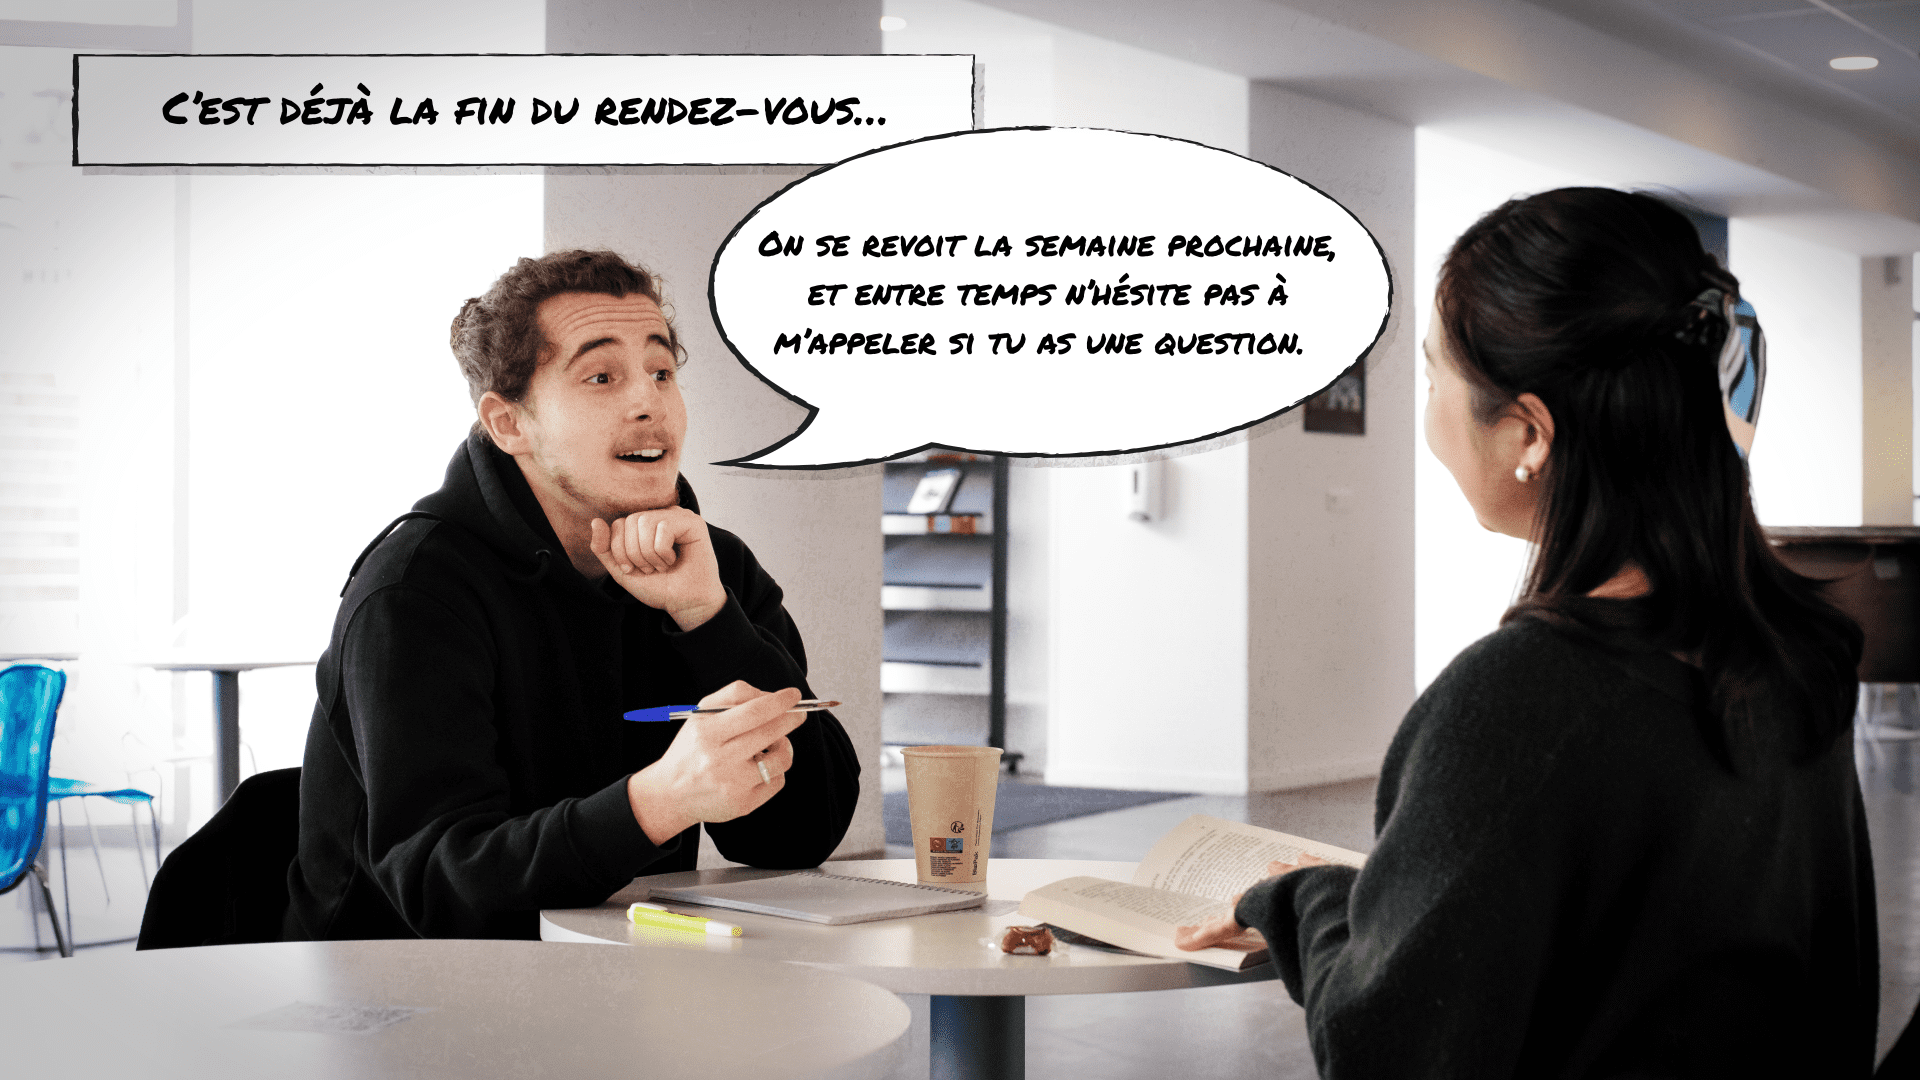 C'EST DÉJÀ LA FIN DU RENDEZ-VOUS...
ON SE REVOIT LA SEMAINE PROCHAINE,
ET ENTRE TEMPS N'HÉSITE PAS À
M'APPELER SI TU AS UNE QUESTION.